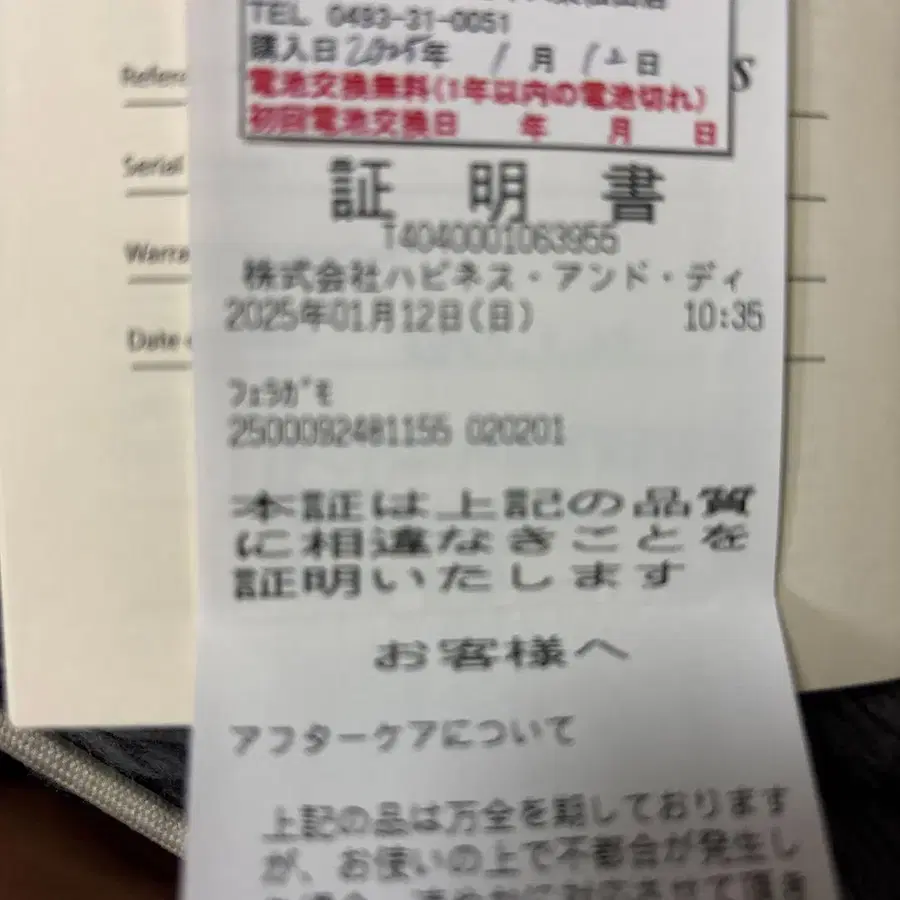 TEL 0493-31-0051
購入日 2025年 1月 12日
電池交換無料(1年以内の電池切れ)
初回電池交換日 年 月 日
証明書
T4040001063955
株式会社ハピネス・アンド・ディ
2025年01月12日(日) 10:35
フェラガモ
2500092481155 020201
本証は上記の品質
に相違なきことを
証明いたします
お客様へ
アフターケアについて
上記の品は万全を期しております
が、お使いの上で不都合が発生し
Serial
Date